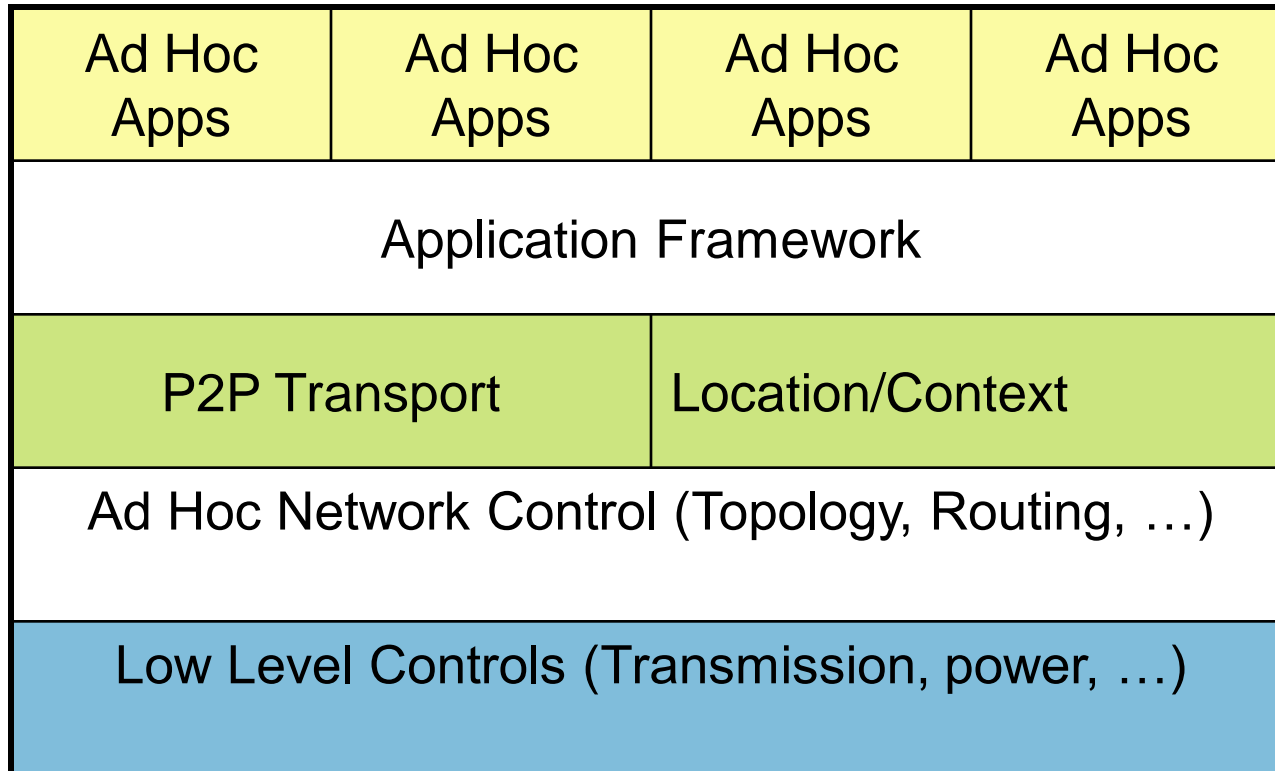 Ad Hoc
Apps
Ad Hoc
Apps
Ad Hoc
Apps
Ad Hoc
Apps
Application Framework
P2P Transport
Location/Context
Ad Hoc Network Control (Topology, Routing, …)
Low Level Controls (Transmission, power, …)